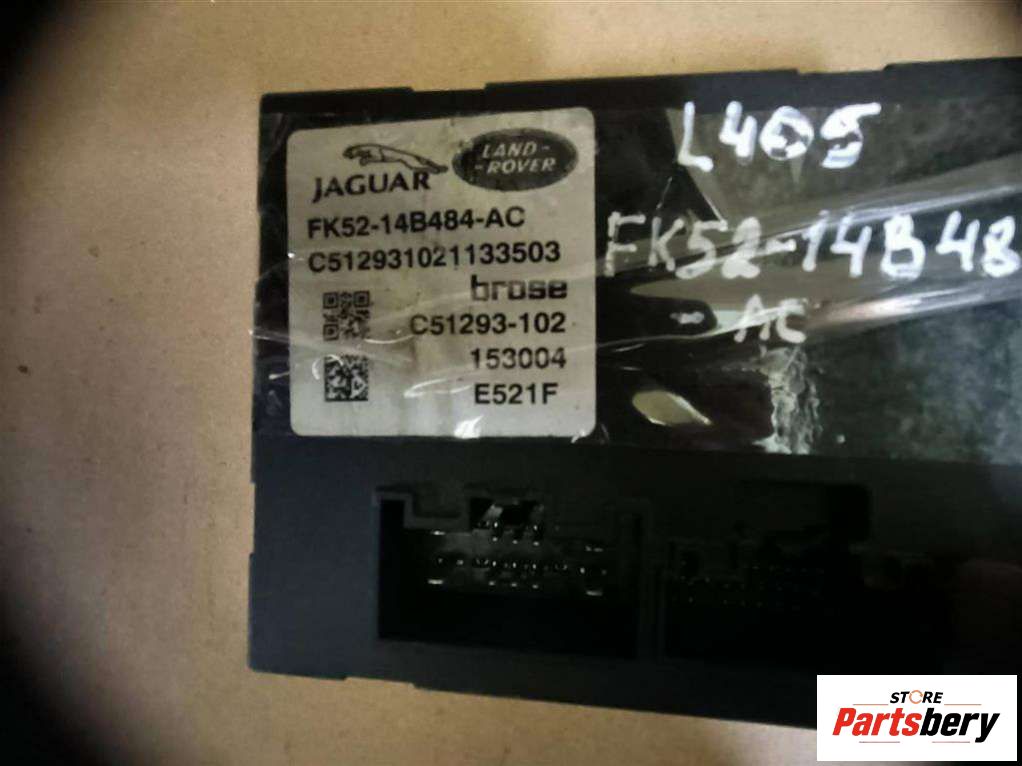 JAGUAR
LAND-
-ROVER
FK52-14B484-AC
C512931021133503
brose
C51293-102
153004
E521F
L405
FK52-14B48
- AC
STORE
Partsbery